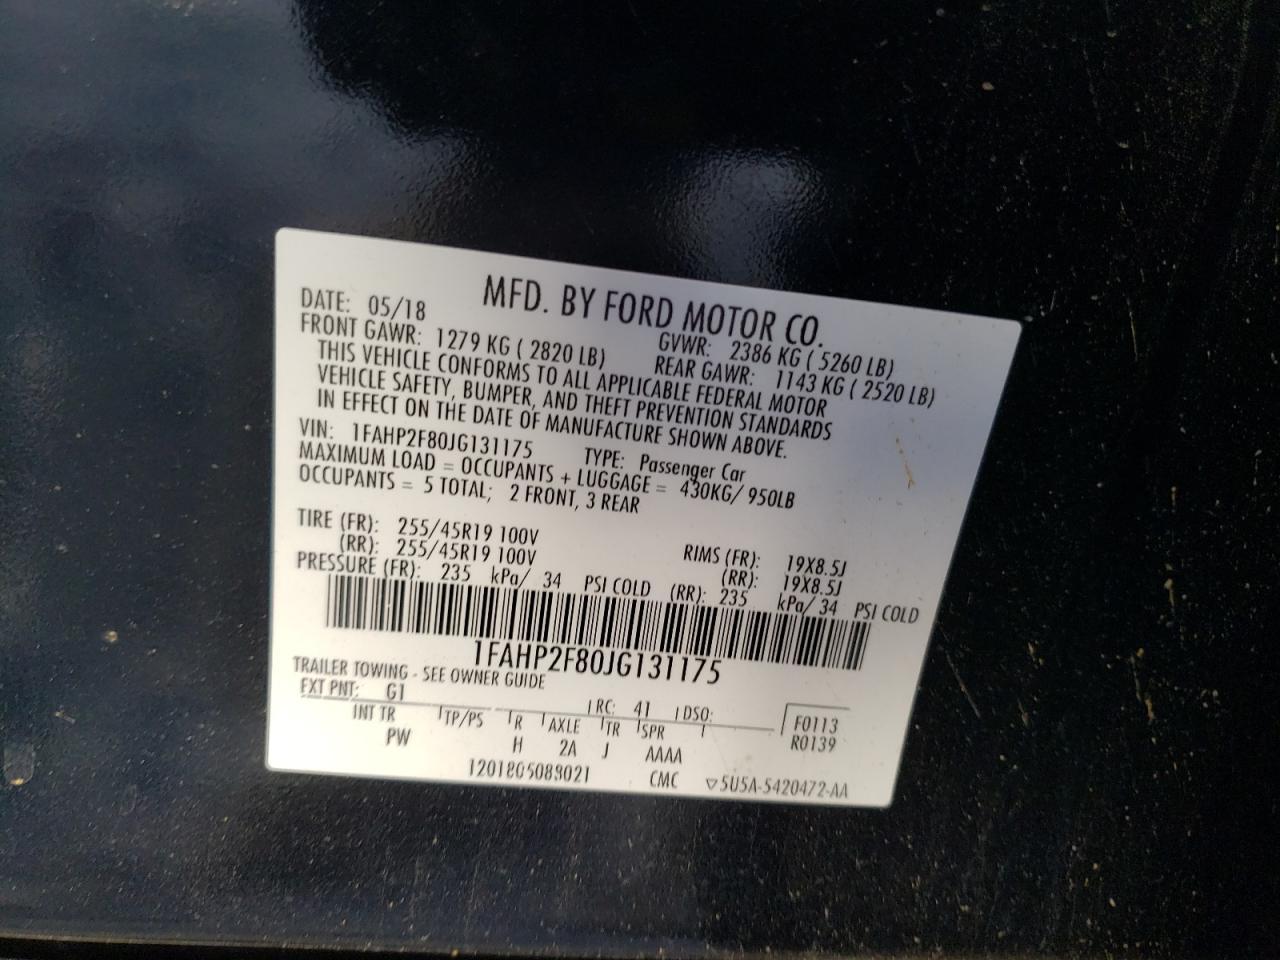 MFD. BY FORD MOTOR CO.
DATE: 05/18 GVWR: 2386 KG ( 5260 LB)
FRONT GAWR: 1279 KG ( 2820 LB) REAR GAWR: 1143 KG ( 2520 LB)
THIS VEHICLE CONFORMS TO ALL APPLICABLE FEDERAL MOTOR
VEHICLE SAFETY, BUMPER, AND THEFT PREVENTION STANDARDS
IN EFFECT ON THE DATE OF MANUFACTURE SHOWN ABOVE.
VIN: 1FAHP2F80JG131175 TYPE: Passenger Car
MAXIMUM LOAD = OCCUPANTS + LUGGAGE = 430KG/ 950LB
OCCUPANTS = 5 TOTAL; 2 FRONT, 3 REAR
TIRE (FR): 255/45R19 100V RIMS (FR): 19X8.5J
(RR): 255/45R19 100V (RR): 19X8.5J
PRESSURE (FR): 235 kPa/ 34 PSI COLD (RR): 235 kPa/ 34 PSI COLD
1FAHP2F80JG131175
TRAILER TOWING - SEE OWNER GUIDE
EXT PNT: G1 RC: 41 DSO: F0113
INT TR TP/PS R AXLE TR SPR R0139
PW H 2A J AAAA
1201805083021 CMC ▽5U5A-5420472-AA